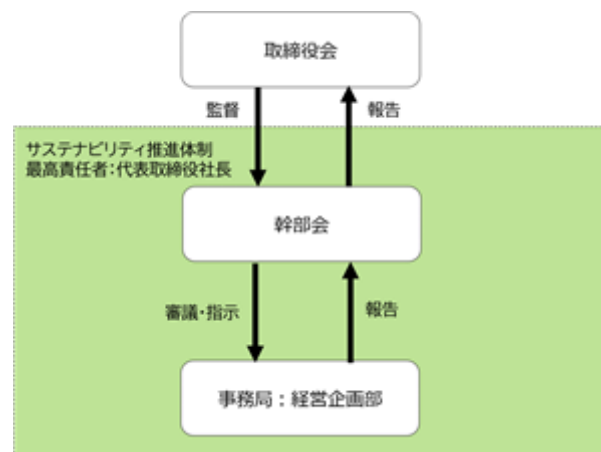 取締役会
監督
報告
サステナビリティ推進体制
最高責任者：代表取締役社長
幹部会
審議・指示
報告
事務局：経営企画部